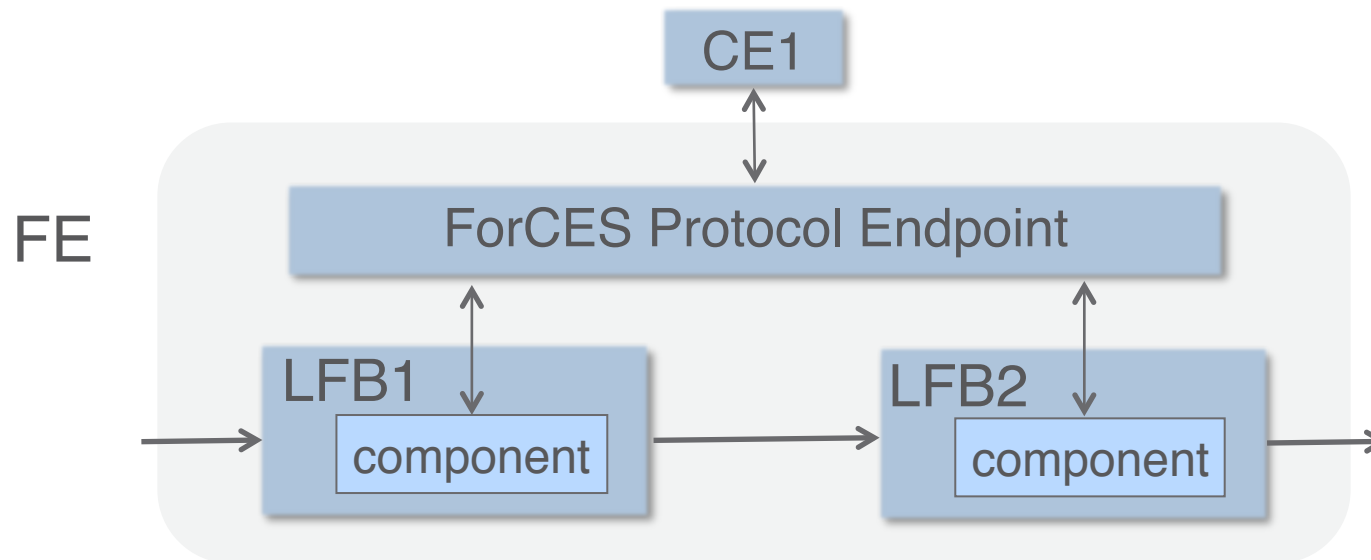 CE1
FE
ForCES Protocol Endpoint
LFB1
component
LFB2
component